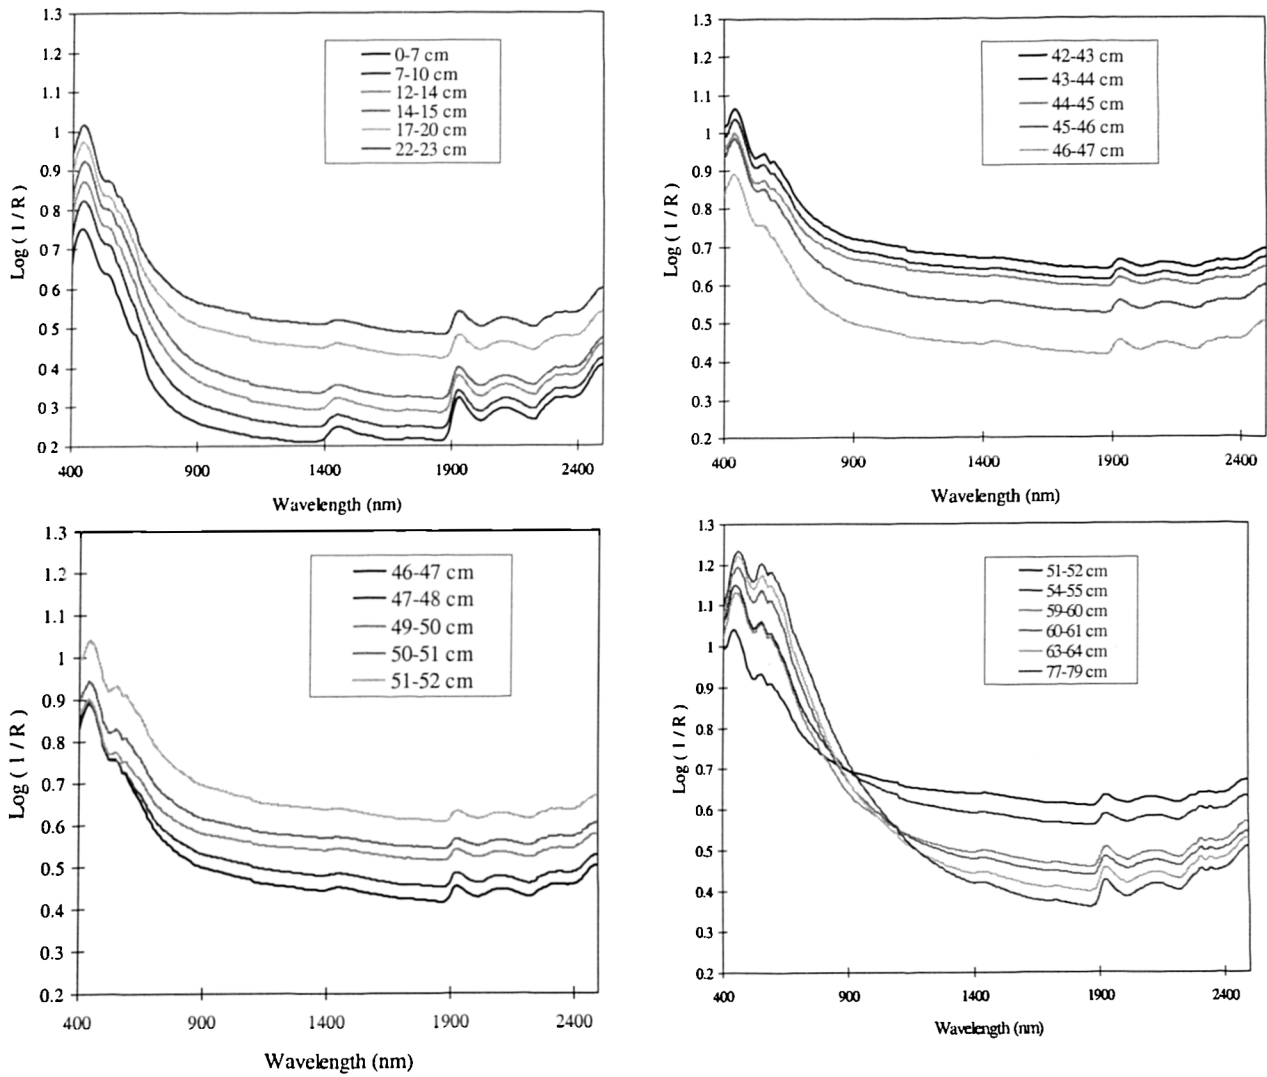 1.3
1.2
1.1
1
0.9
0 8
0 7
0 6
0 5
0 4
0 3
0 2
Log ( 1 / R )
0-7 cm
7-10 cm
12-14 cm
14-15 cm
17-20 cm
22-23 cm
400 900 1400 1900 2400
Wavelength (nm)
1.3
1.2
1.1
1
0.9
0.8
0.7
0.6
0.5
0.4
0.3
0.2
Log ( 1 / R )
42-43 cm
43-44 cm
44-45 cm
45-46 cm
46-47 cm
400 900 1400 1900 2400
Wavelength (nm)
1.3
1.2
1.1
1
0.9
0.8
0.7
0.6
0.5
0.4
0.3
0.2
Log ( 1 / R )
46-47 cm
47-48 cm
49-50 cm
50-51 cm
51-52 cm
400 900 1400 1900 2400
Wavelength (nm)
1.3
1.2
1.1
1
0.9
0.8
0.7
0.6
0.5
0.4
0.3
0.2
Log ( 1 / R )
51-52 cm
54-55 cm
59-60 cm
60-61 cm
63-64 cm
77-79 cm
400 900 1400 1900 2400
Wavelength (nm)